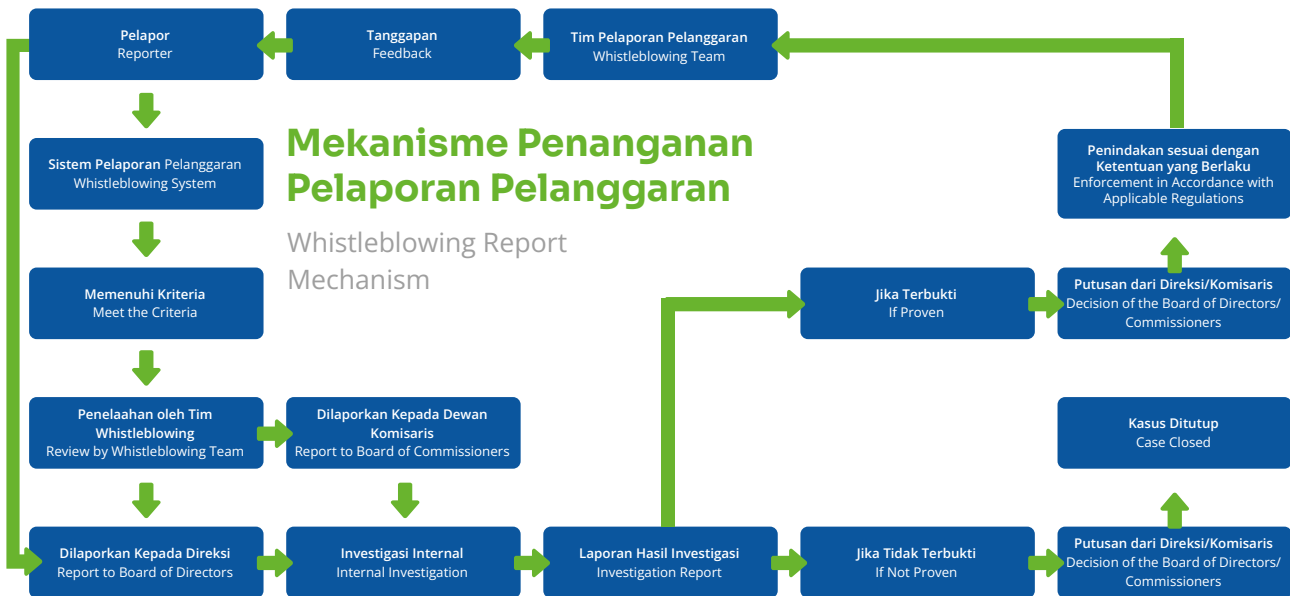 Pelapor
Reporter
Tanggapan
Feedback
Tim Pelaporan Pelanggaran
Whistleblowing Team
Mekanisme Penanganan
Pelaporan Pelanggaran
Whistleblowing Report
Mechanism
Sistem Pelaporan Pelanggaran
Whistleblowing System
Penindakan sesuai dengan
Ketentuan yang Berlaku
Enforcement in Accordance with
Applicable Regulations
Memenuhi Kriteria
Meet the Criteria
Jika Terbukti
If Proven
Putusan dari Direksi/Komisaris
Decision of the Board of Directors/
Commissioners
Penelaahan oleh Tim
Whistleblowing
Review by Whistleblowing Team
Dilaporkan Kepada Dewan
Komisaris
Report to Board of Commissioners
Kasus Ditutup
Case Closed
Dilaporkan Kepada Direksi
Report to Board of Directors
Investigasi Internal
Internal Investigation
Laporan Hasil Investigasi
Investigation Report
Jika Tidak Terbukti
If Not Proven
Putusan dari Direksi/Komisaris
Decision of the Board of Directors/
Commissioners